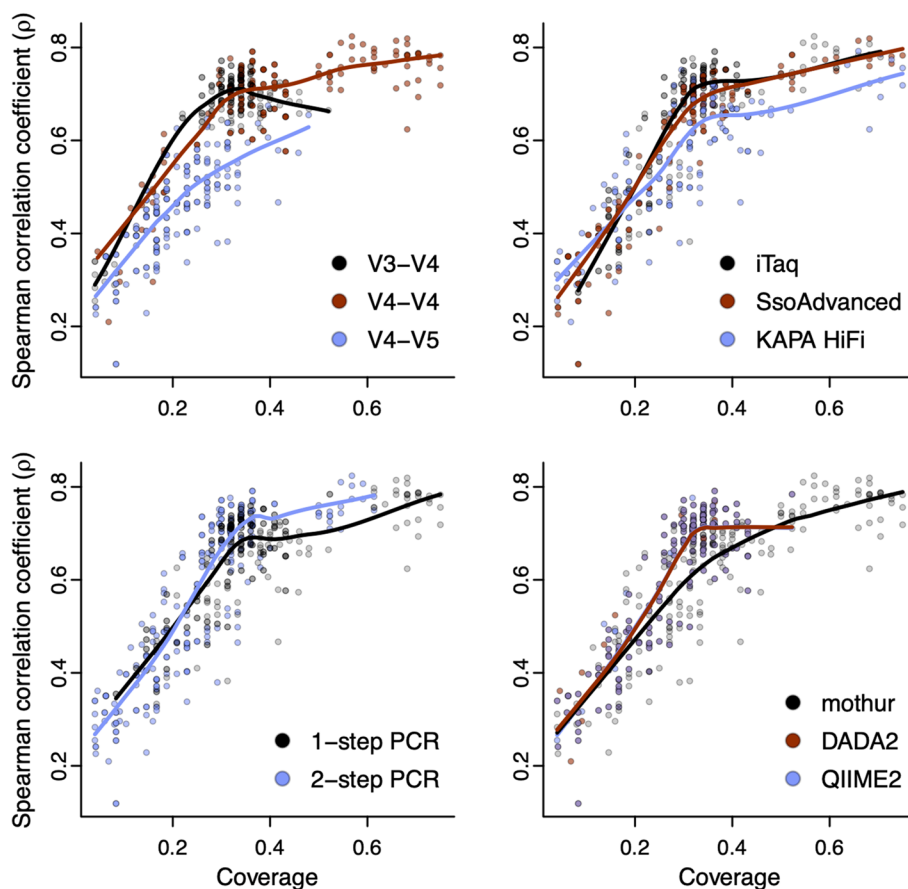 Spearman correlation coefficient (ρ)
0.8
0.6
0.4
0.2
V3−V4
V4−V4
V4−V5
0.2
0.4
0.6
0.8
0.6
0.4
0.2
iTaq
SsoAdvanced
KAPA HiFi
0.2
0.4
0.6
Spearman correlation coefficient (ρ)
0.8
0.6
0.4
0.2
1−step PCR
2−step PCR
0.2
0.4
0.6
Coverage
0.8
0.6
0.4
0.2
mothur
DADA2
QIIME2
0.2
0.4
0.6
Coverage